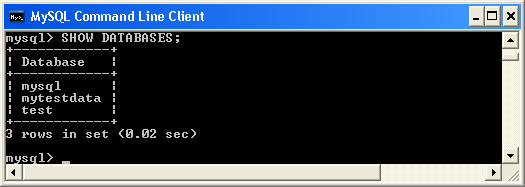 MySQL Command Line Client
mysql> SHOW DATABASES;
+-------------+
| Database    |
+-------------+
| mysql       |
| mytestdata  |
| test        |
+-------------+
3 rows in set (0.02 sec)
mysql> _